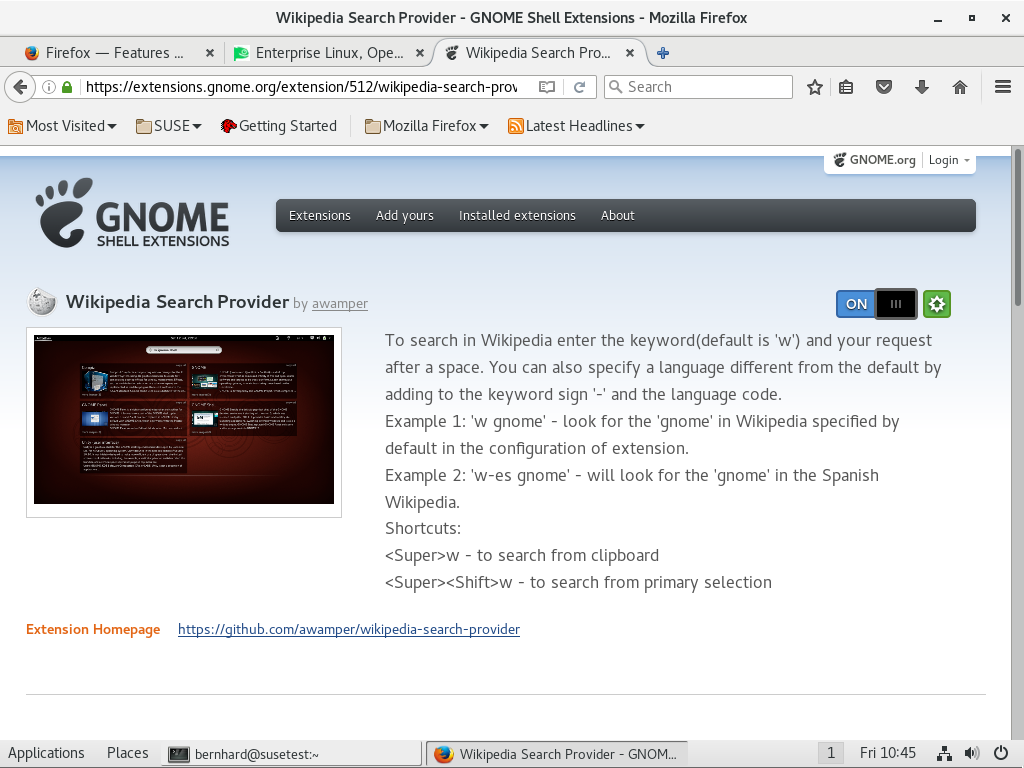 Wikipedia Search Provider - GNOME Shell Extensions - Mozilla Firefox
Firefox — Features ...
Enterprise Linux, Ope...
Wikipedia Search Pro...
https://extensions.gnome.org/extension/512/wikipedia-search-prov
Search
Most Visited
SUSE
Getting Started
Mozilla Firefox
Latest Headlines
GNOME.org
Login
GNOME
SHELL EXTENSIONS
Extensions
Add yours
Installed extensions
About
Wikipedia Search Provider by awamper
ON
To search in Wikipedia enter the keyword(default is 'w') and your request
after a space. You can also specify a language different from the default by
adding to the keyword sign '-' and the language code.
Example 1: 'w gnome' - look for the 'gnome' in Wikipedia specified by
default in the configuration of extension.
Example 2: 'w-es gnome' - will look for the 'gnome' in the Spanish
Wikipedia.
Shortcuts:
<Super>w - to search from clipboard
<Super><Shift>w - to search from primary selection
Extension Homepage
https://github.com/awamper/wikipedia-search-provider
Applications
Places
bernhard@susetest:~
Wikipedia Search Provider - GNOM...
1
Fri 10:45